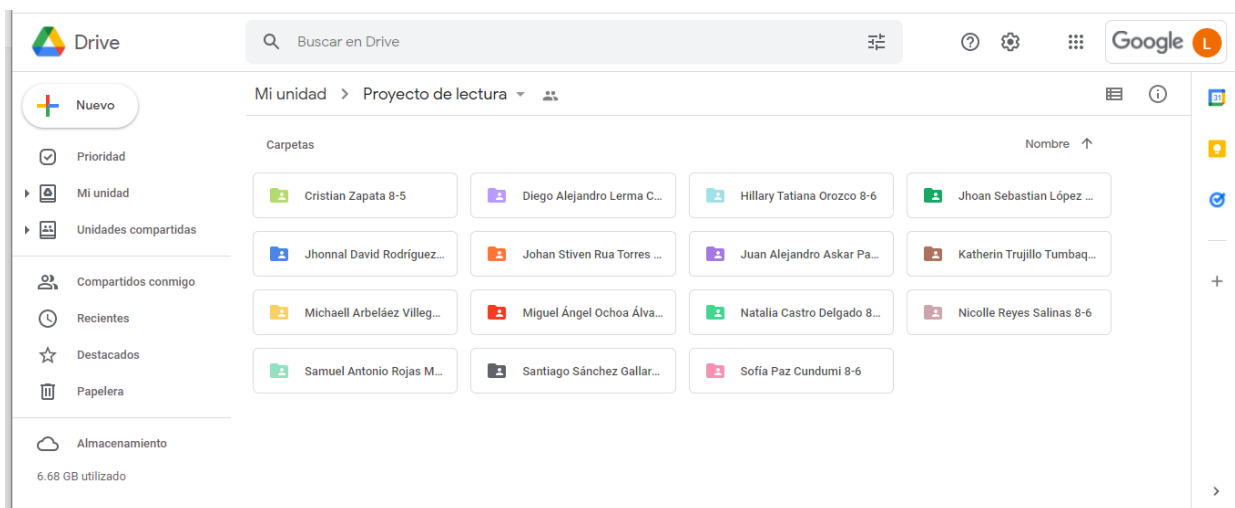 Drive
Buscar en Drive
Google L
Nuevo
Mi unidad > Proyecto de lectura
Prioridad
Mi unidad
Unidades compartidas
Compartidos conmigo
Recientes
Destacados
Papelera
Almacenamiento
6.68 GB utilizado
Carpetas
Nombre
Cristian Zapata 8-5
Diego Alejandro Lerma C...
Hillary Tatiana Orozco 8-6
Jhoan Sebastian López ...
Jhonnal David Rodríguez...
Johan Stiven Rua Torres ...
Juan Alejandro Askar Pa...
Katherin Trujillo Tumbaq...
Michaell Arbeláez Villeg...
Miguel Ángel Ochoa Álva...
Natalia Castro Delgado 8...
Nicolle Reyes Salinas 8-6
Samuel Antonio Rojas M...
Santiago Sánchez Gallar...
Sofía Paz Cundumi 8-6
31